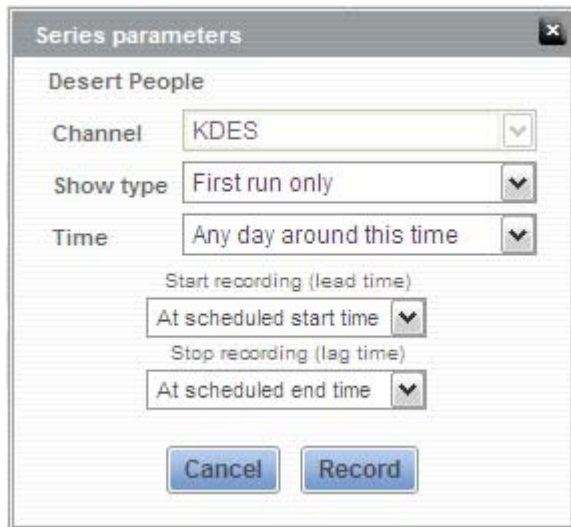 Series parameters
Desert People
Channel KDES
Show type First run only
Time Any day around this time
Start recording (lead time)
At scheduled start time
Stop recording (lag time)
At scheduled end time
Cancel Record